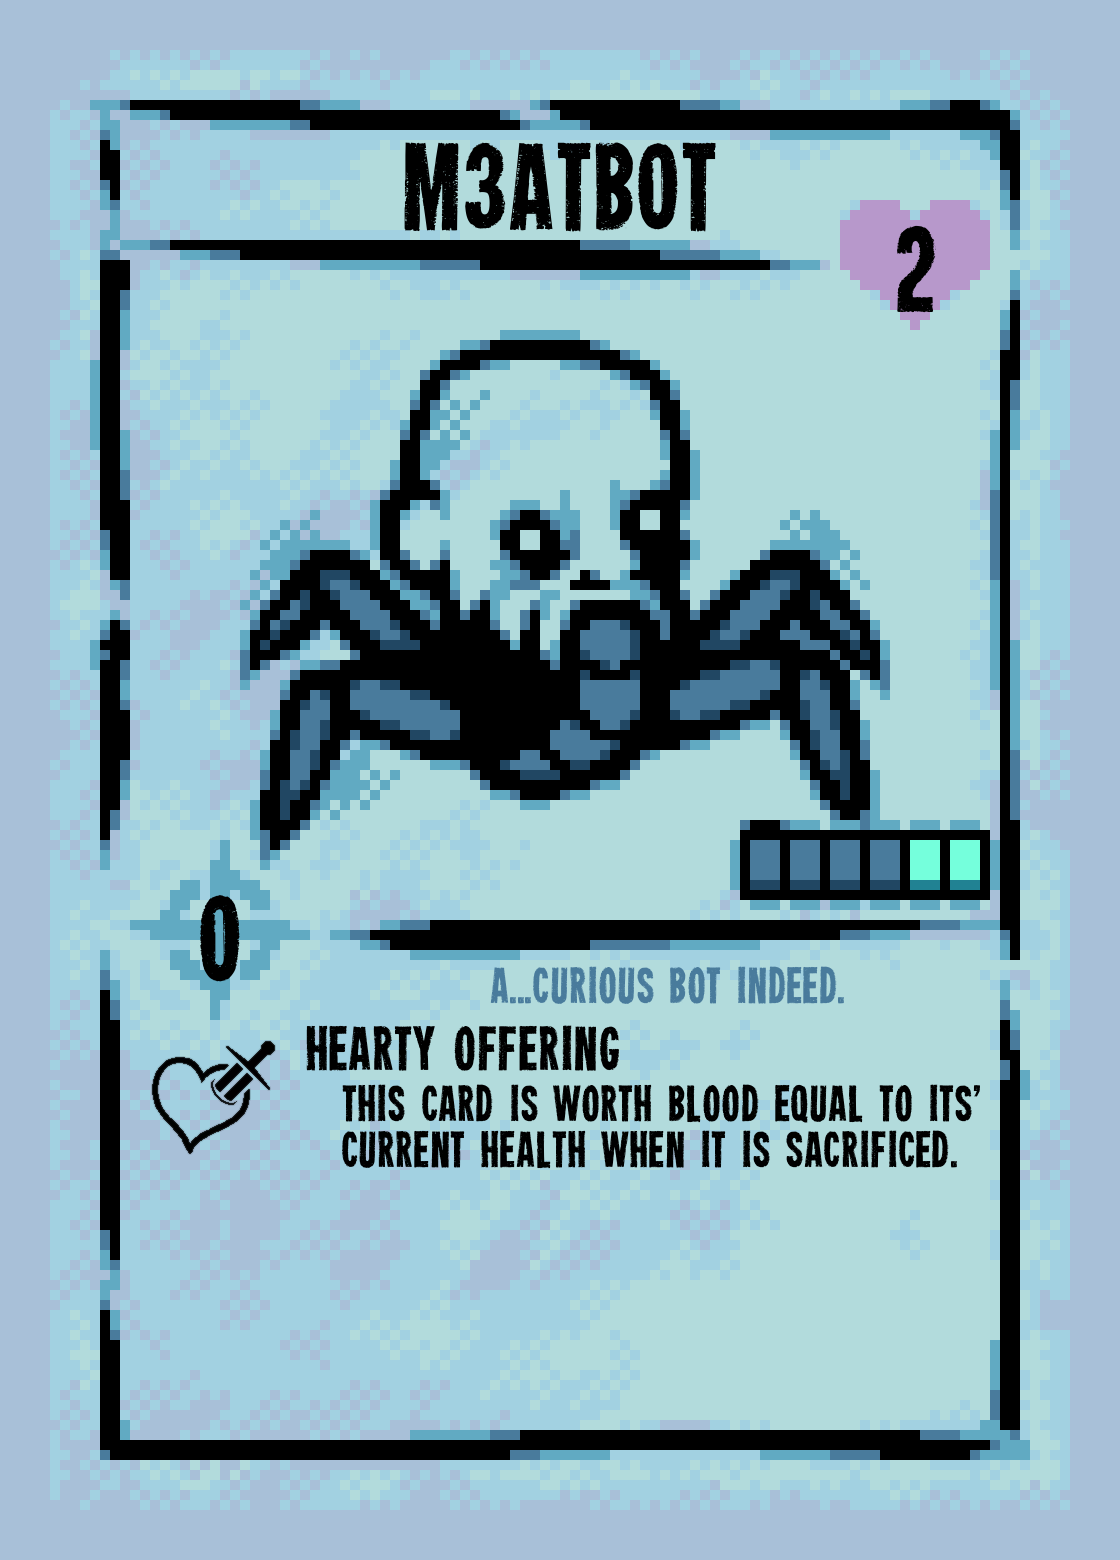 M3ATBOT
2
0
A...CURIOUS BOT INDEED.
HEARTY OFFERING
THIS CARD IS WORTH BLOOD EQUAL TO ITS'
CURRENT HEALTH WHEN IT IS SACRIFICED.